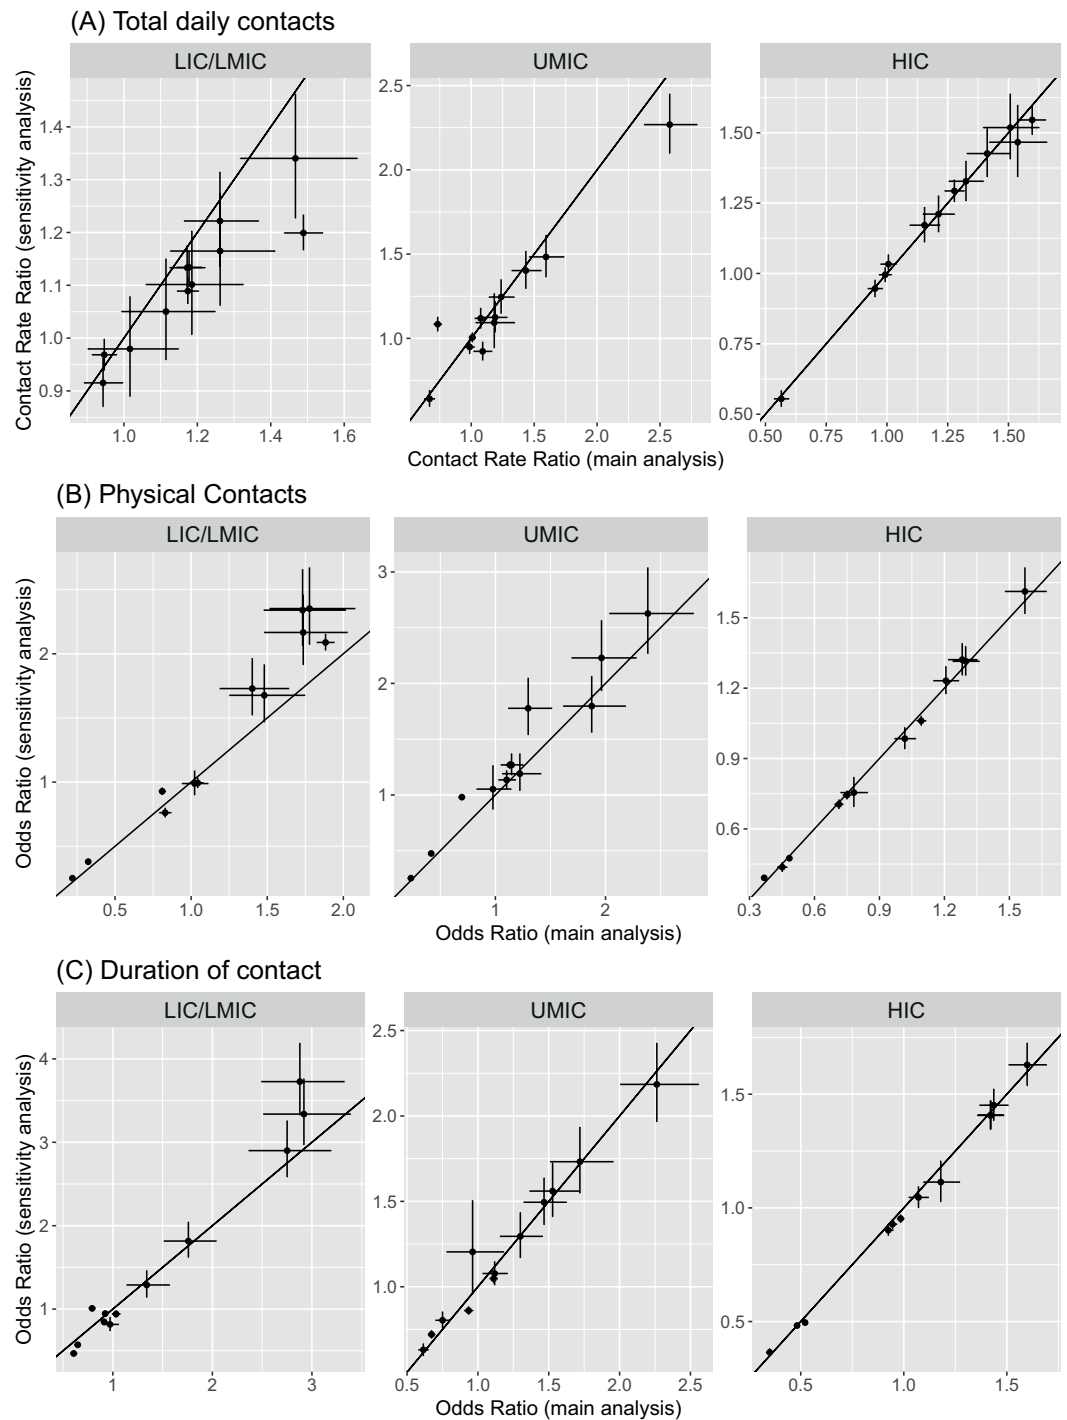 (A) Total daily contacts
LIC/LMIC UMIC HIC
Contact Rate Ratio (sensitivity analysis)
1.4
1.3
1.2
1.1
1.0
0.9
2.5
2.0
1.5
1.0
1.50
1.25
1.00
0.75
0.50
1.0 1.2 1.4 1.6
1.0 1.5 2.0 2.5
0.50 0.75 1.00 1.25 1.50
Contact Rate Ratio (main analysis)
(B) Physical Contacts
LIC/LMIC UMIC HIC
Odds Ratio (sensitivity analysis)
2
1
3
2
1
1.5
1.2
0.9
0.6
0.5 1.0 1.5 2.0
1 2
0.3 0.6 0.9 1.2 1.5
Odds Ratio (main analysis)
(C) Duration of contact
LIC/LMIC UMIC HIC
Odds Ratio (sensitivity analysis)
4
3
2
1
2.5
2.0
1.5
1.0
1.5
1.0
0.5
1 2 3
0.5 1.0 1.5 2.0 2.5
0.5 1.0 1.5
Odds Ratio (main analysis)